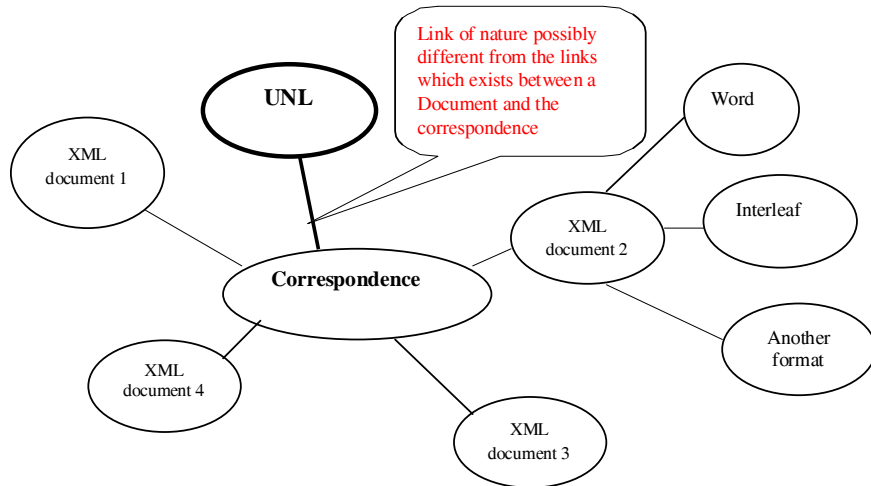 Link of nature possibly
different from the links
which exists between a
Document and the
correspondence
UNL
Word
XML
document 1
Interleaf
XML
document 2
Correspondence
Another
format
XML
document 4
XML
document 3